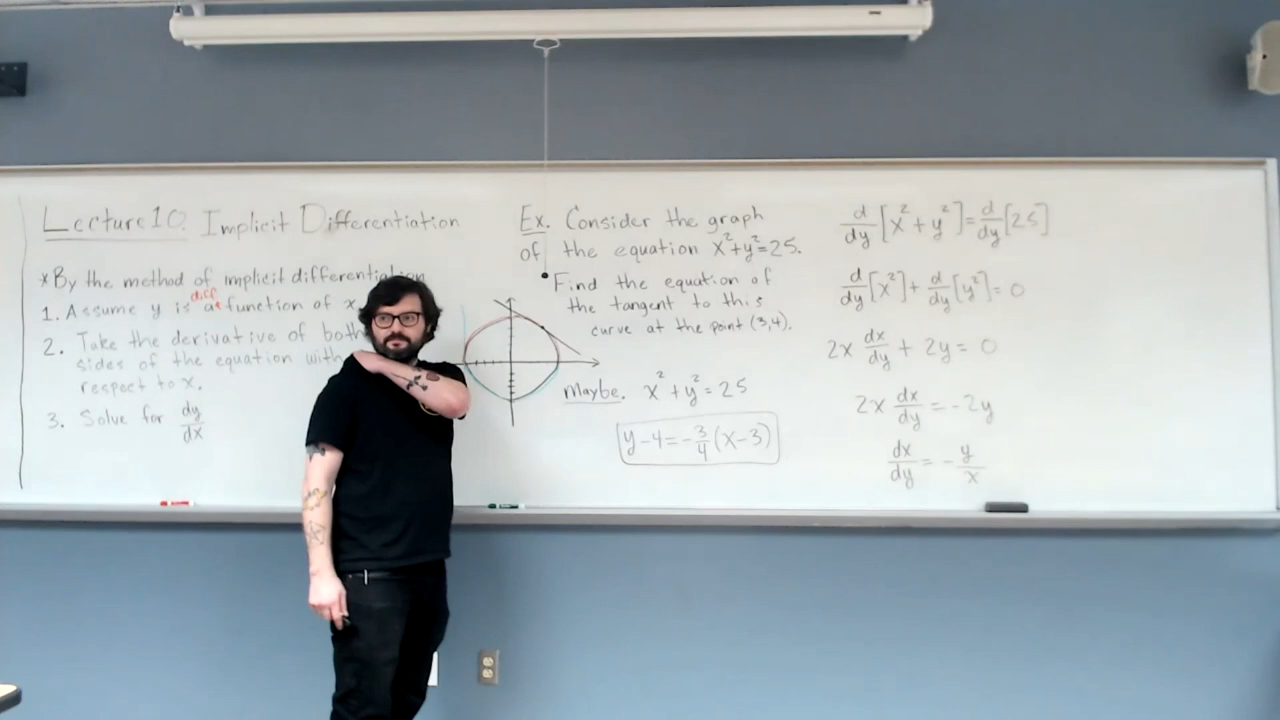 Lecture 10. Implicit Differentiation
*By the method of implicit differentiation
diff
1. Assume y is a function of x
2. Take the derivative of both
sides of the equation with
respect to x.
3. Solve for dy/dx
Ex. Consider the graph
of the equation x²+y²=25.
Find the equation of
the tangent to this
curve at the point (3,4).
Maybe. x²+y²=25
y-4=-3/4(x-3)
d/dy[x²+y²]=d/dy[25]
d/dy[x²]+d/dy[y²]=0
2x dx/dy + 2y = 0
2x dx/dy = -2y
dx/dy = -y/x